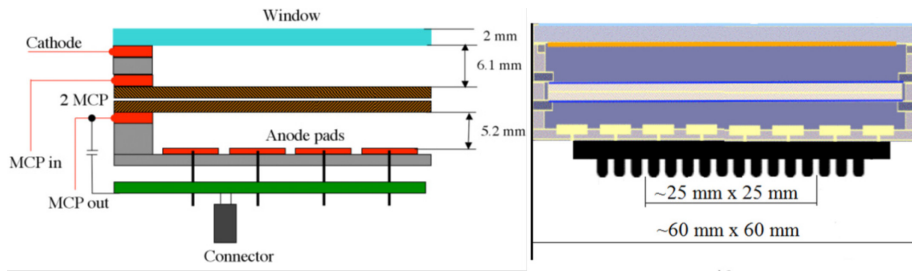 Window
Cathode
2 mm
6.1 mm
2 MCP
5.2 mm
Anode pads
MCP in
MCP out
Connector
~25 mm x 25 mm
~60 mm x 60 mm